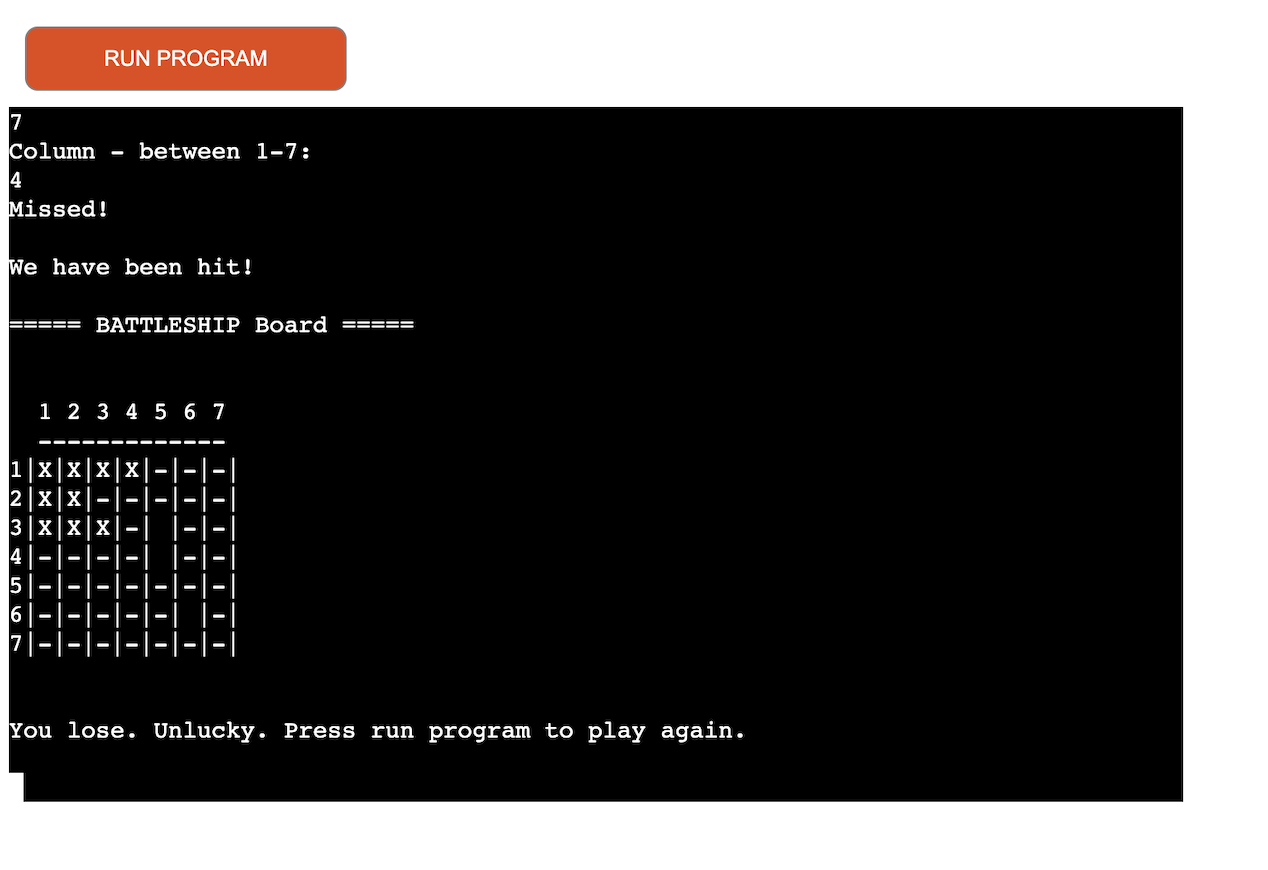 RUN PROGRAM
7
Column - between 1-7:
4
Missed!
We have been hit!
===== BATTLESHIP Board =====
  1 2 3 4 5 6 7
  -------------
1|X|X|X|X|-|-|-|
2|X|X|-|-|-|-|-|
3|X|X|X|-| |-|-|
4|-|-|-|-| |-|-|
5|-|-|-|-|-|-|-|
6|-|-|-|-|-| |-|
7|-|-|-|-|-|-|-|
You lose. Unlucky. Press run program to play again.